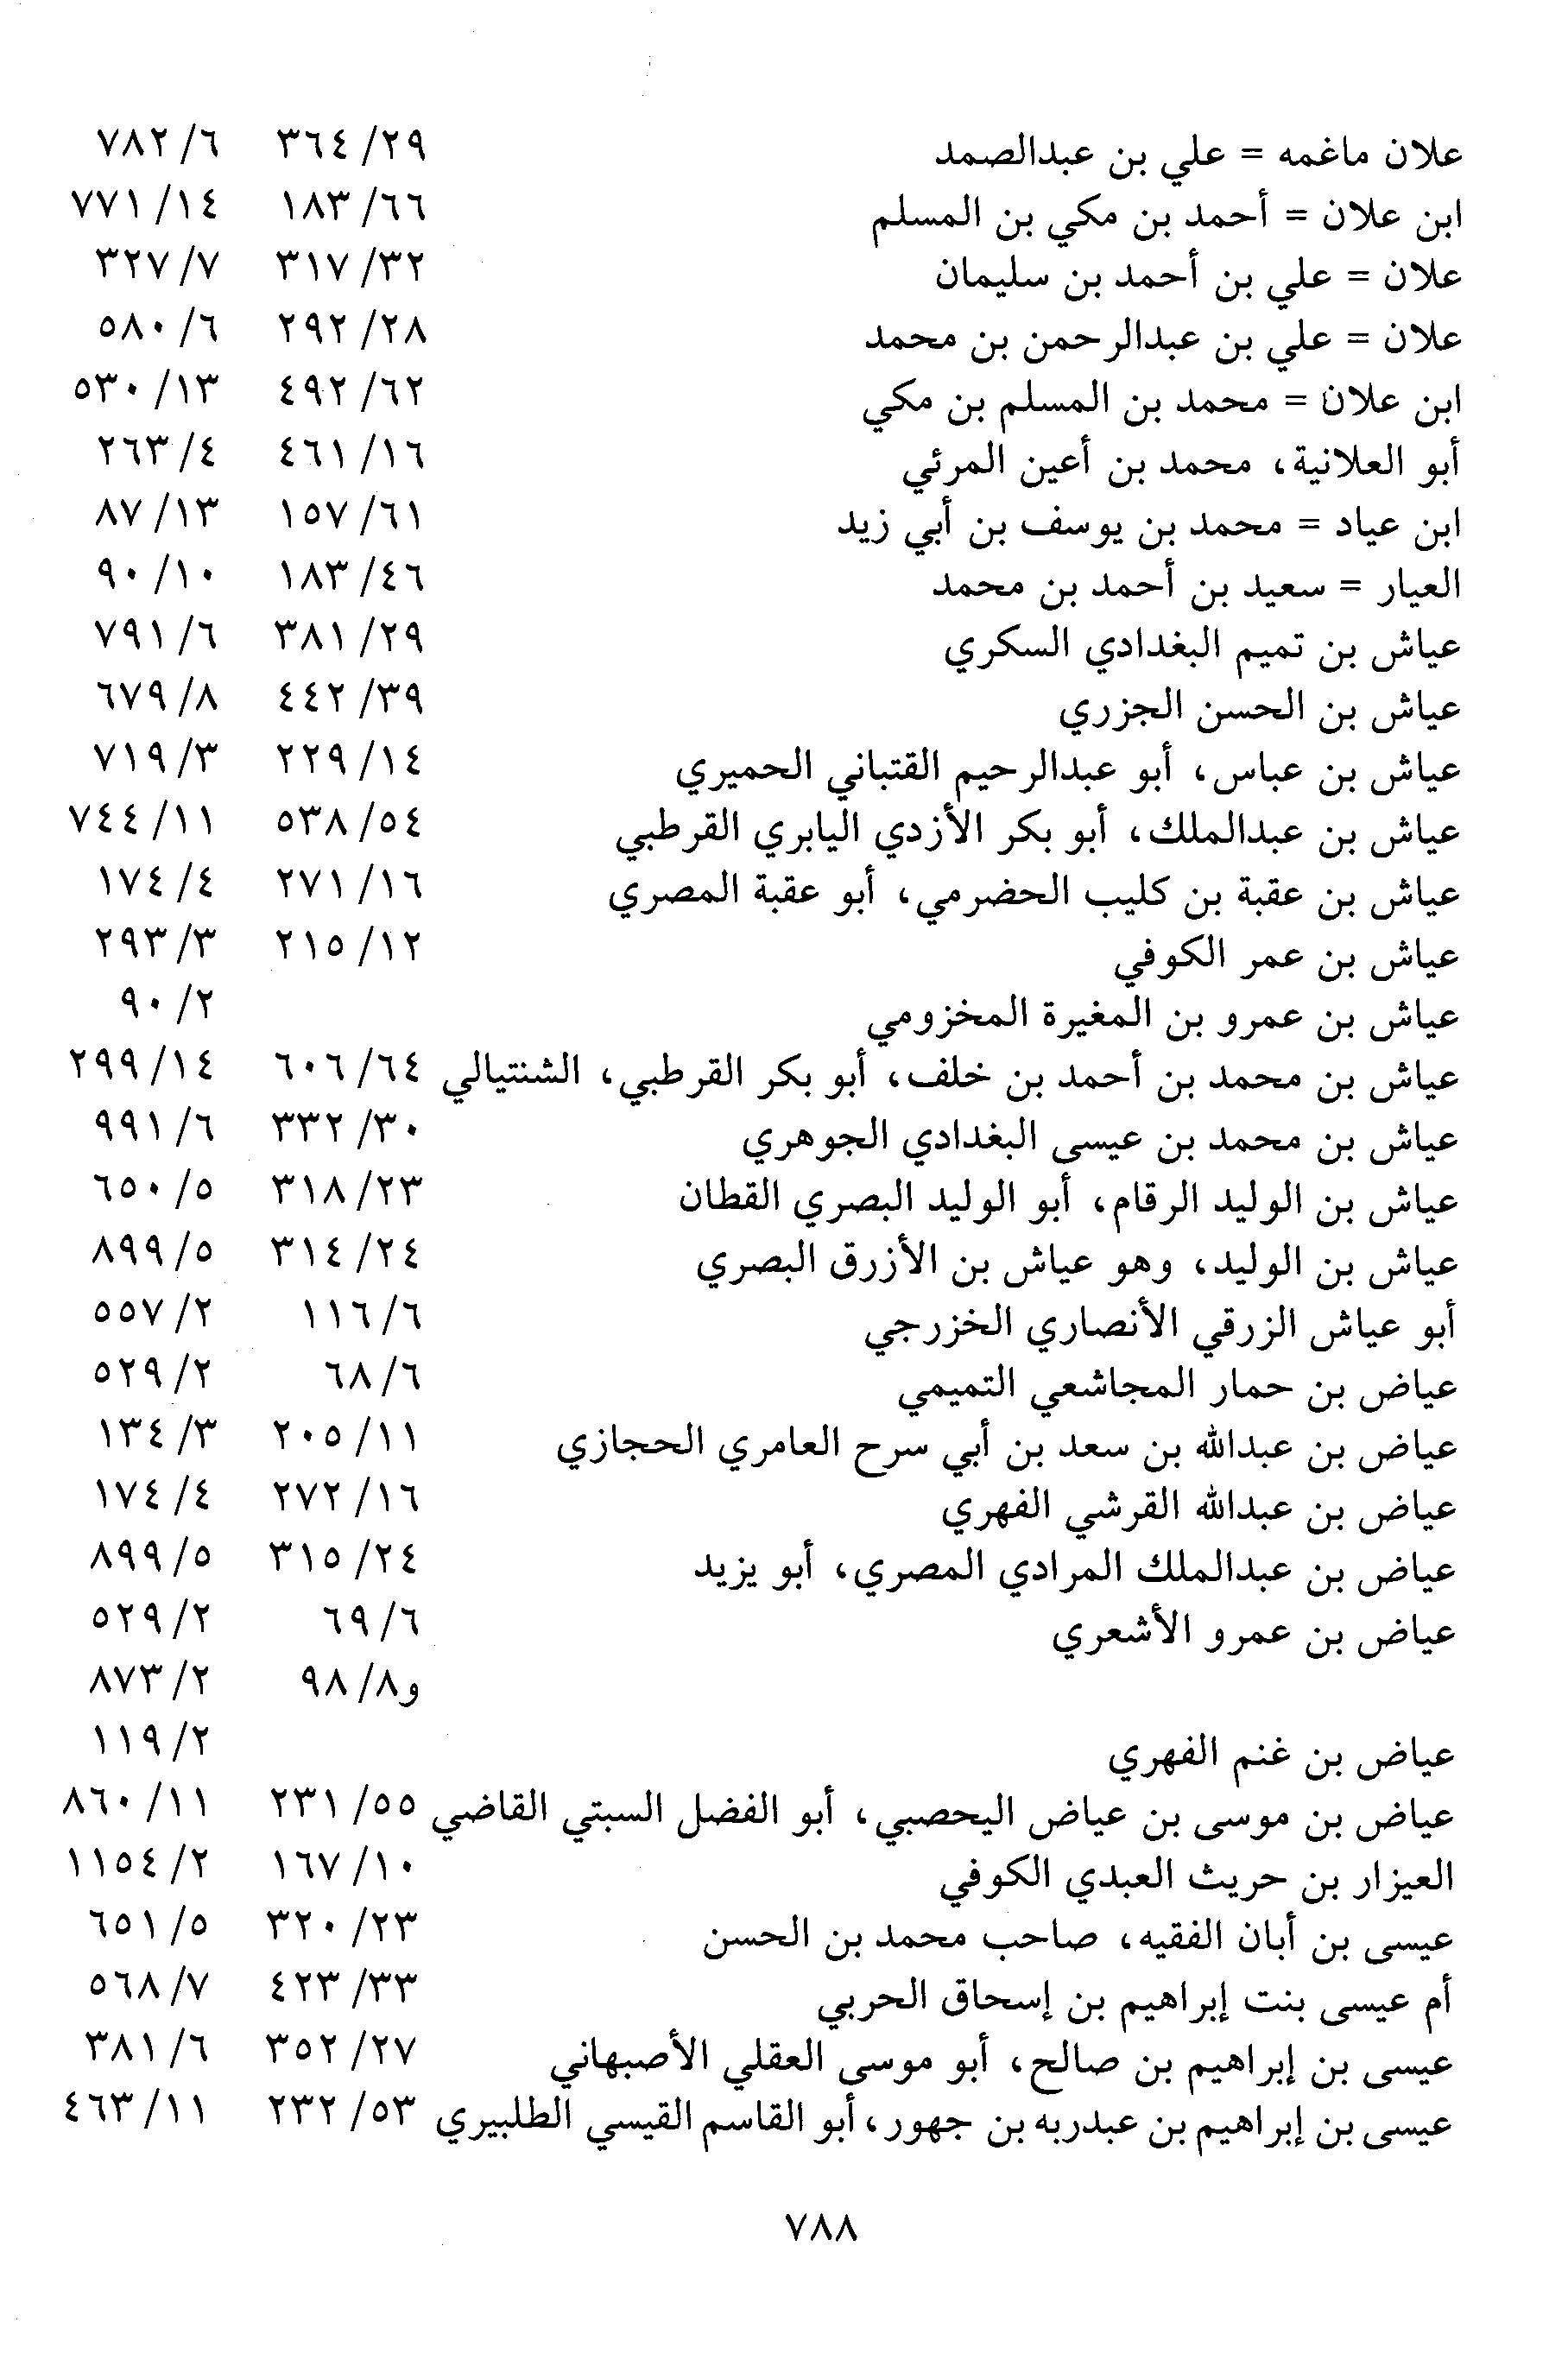 علان ماغمه = علي بن عبدالصمد ٢٩/ ٣٦٤ ٦/ ٧٨٢
ابن علان = أحمد بن مكي بن المسلم ٦٦/ ١٨٣ ١٤/ ٧٧١
علان = علي بن أحمد بن سليمان ٣٢/ ٣١٧ ٧/ ٣٢٧
علان = علي بن عبدالرحمن بن محمد ٢٨/ ٢٩٢ ٦/ ٥٨٠
ابن علان = محمد بن المسلم بن مكي ٦٢/ ٤٩٢ ١٣/ ٥٣٠
أبو العلانية، محمد بن أعين المرئي ١٦/ ٤٦١ ٤/ ٢٦٣
ابن عياد = محمد بن يوسف بن أبي زيد ٦١/ ١٥٧ ١٣/ ٨٧
العيار = سعيد بن أحمد بن محمد ٤٦/ ١٨٣ ١٠/ ٩٠
عياش بن تميم البغدادي السكري ٢٩/ ٣٨١ ٦/ ٧٩١
عياش بن الحسن الجزري ٣٩/ ٤٤٢ ٨/ ٦٧٩
عياش بن عباس، أبو عبدالرحيم القتباني الحميري ١٤/ ٢٢٩ ٣/ ٧١٩
عياش بن عبدالملك، أبو بكر الأزدي اليابري القرطبي ٥٤/ ٥٣٨ ١١/ ٧٤٤
عياش بن عقبة بن كليب الحضرمي، أبو عقبة المصري ١٦/ ٢٧١ ٤/ ١٧٤
عياش بن عمر الكوفي ١٢/ ٢١٥ ٣/ ٢٩٣
عياش بن عمرو بن المغيرة المخزومي ٢/ ٩٠
عياش بن محمد بن أحمد بن خلف، أبو بكر القرطبي، الشنتيالي ٦٤/ ٦٠٦ ١٤/ ٢٩٩
عياش بن محمد بن عيسى البغدادي الجوهري ٣٠/ ٣٣٢ ٦/ ٩٩١
عياش بن الوليد الرقام، أبو الوليد البصري القطان ٢٣/ ٣١٨ ٥/ ٦٥٠
عياش بن الوليد، وهو عياش بن الأزرق البصري ٢٤/ ٣١٤ ٥/ ٨٩٩
أبو عياش الزرقي الأنصاري الخزرجي ٦/ ١١٦ ٢/ ٥٥٧
عياض بن حمار المجاشعي التميمي ٦/ ٦٨ ٢/ ٥٢٩
عياض بن عبدالله بن سعد بن أبي سرح العامري الحجازي ١١/ ٢٠٥ ٣/ ١٣٤
عياض بن عبدالله القرشي الفهري ١٦/ ٢٧٢ ٤/ ١٧٤
عياض بن عبدالملك المرادي المصري، أبو يزيد ٢٤/ ٣١٥ ٥/ ٨٩٩
عياض بن عمرو الأشعري ٦/ ٦٩ ٢/ ٥٢٩
و٨/ ٩٨ ٢/ ٨٧٣
عياض بن غنم الفهري ٢/ ١١٩
عياض بن موسى بن عياض اليحصبي، أبو الفضل السبتي القاضي ٥٥/ ٢٣١ ١١/ ٨٦٠
العيزار بن حريث العبدي الكوفي ١٠/ ١٦٧ ٢/ ١١٥٤
عيسى بن أبان الفقيه، صاحب محمد بن الحسن ٢٣/ ٣٢٠ ٥/ ٦٥١
أم عيسى بنت إبراهيم بن إسحاق الحربي ٣٣/ ٤٢٣ ٧/ ٥٦٨
عيسى بن إبراهيم بن صالح، أبو موسى العقلي الأصبهاني ٢٧/ ٣٥٢ ٦/ ٣٨١
عيسى بن إبراهيم بن عبدربه بن جهور، أبو القاسم القيسي الطلبيري ٥٣/ ٢٣٢ ١١/ ٤٦٣
٧٨٨